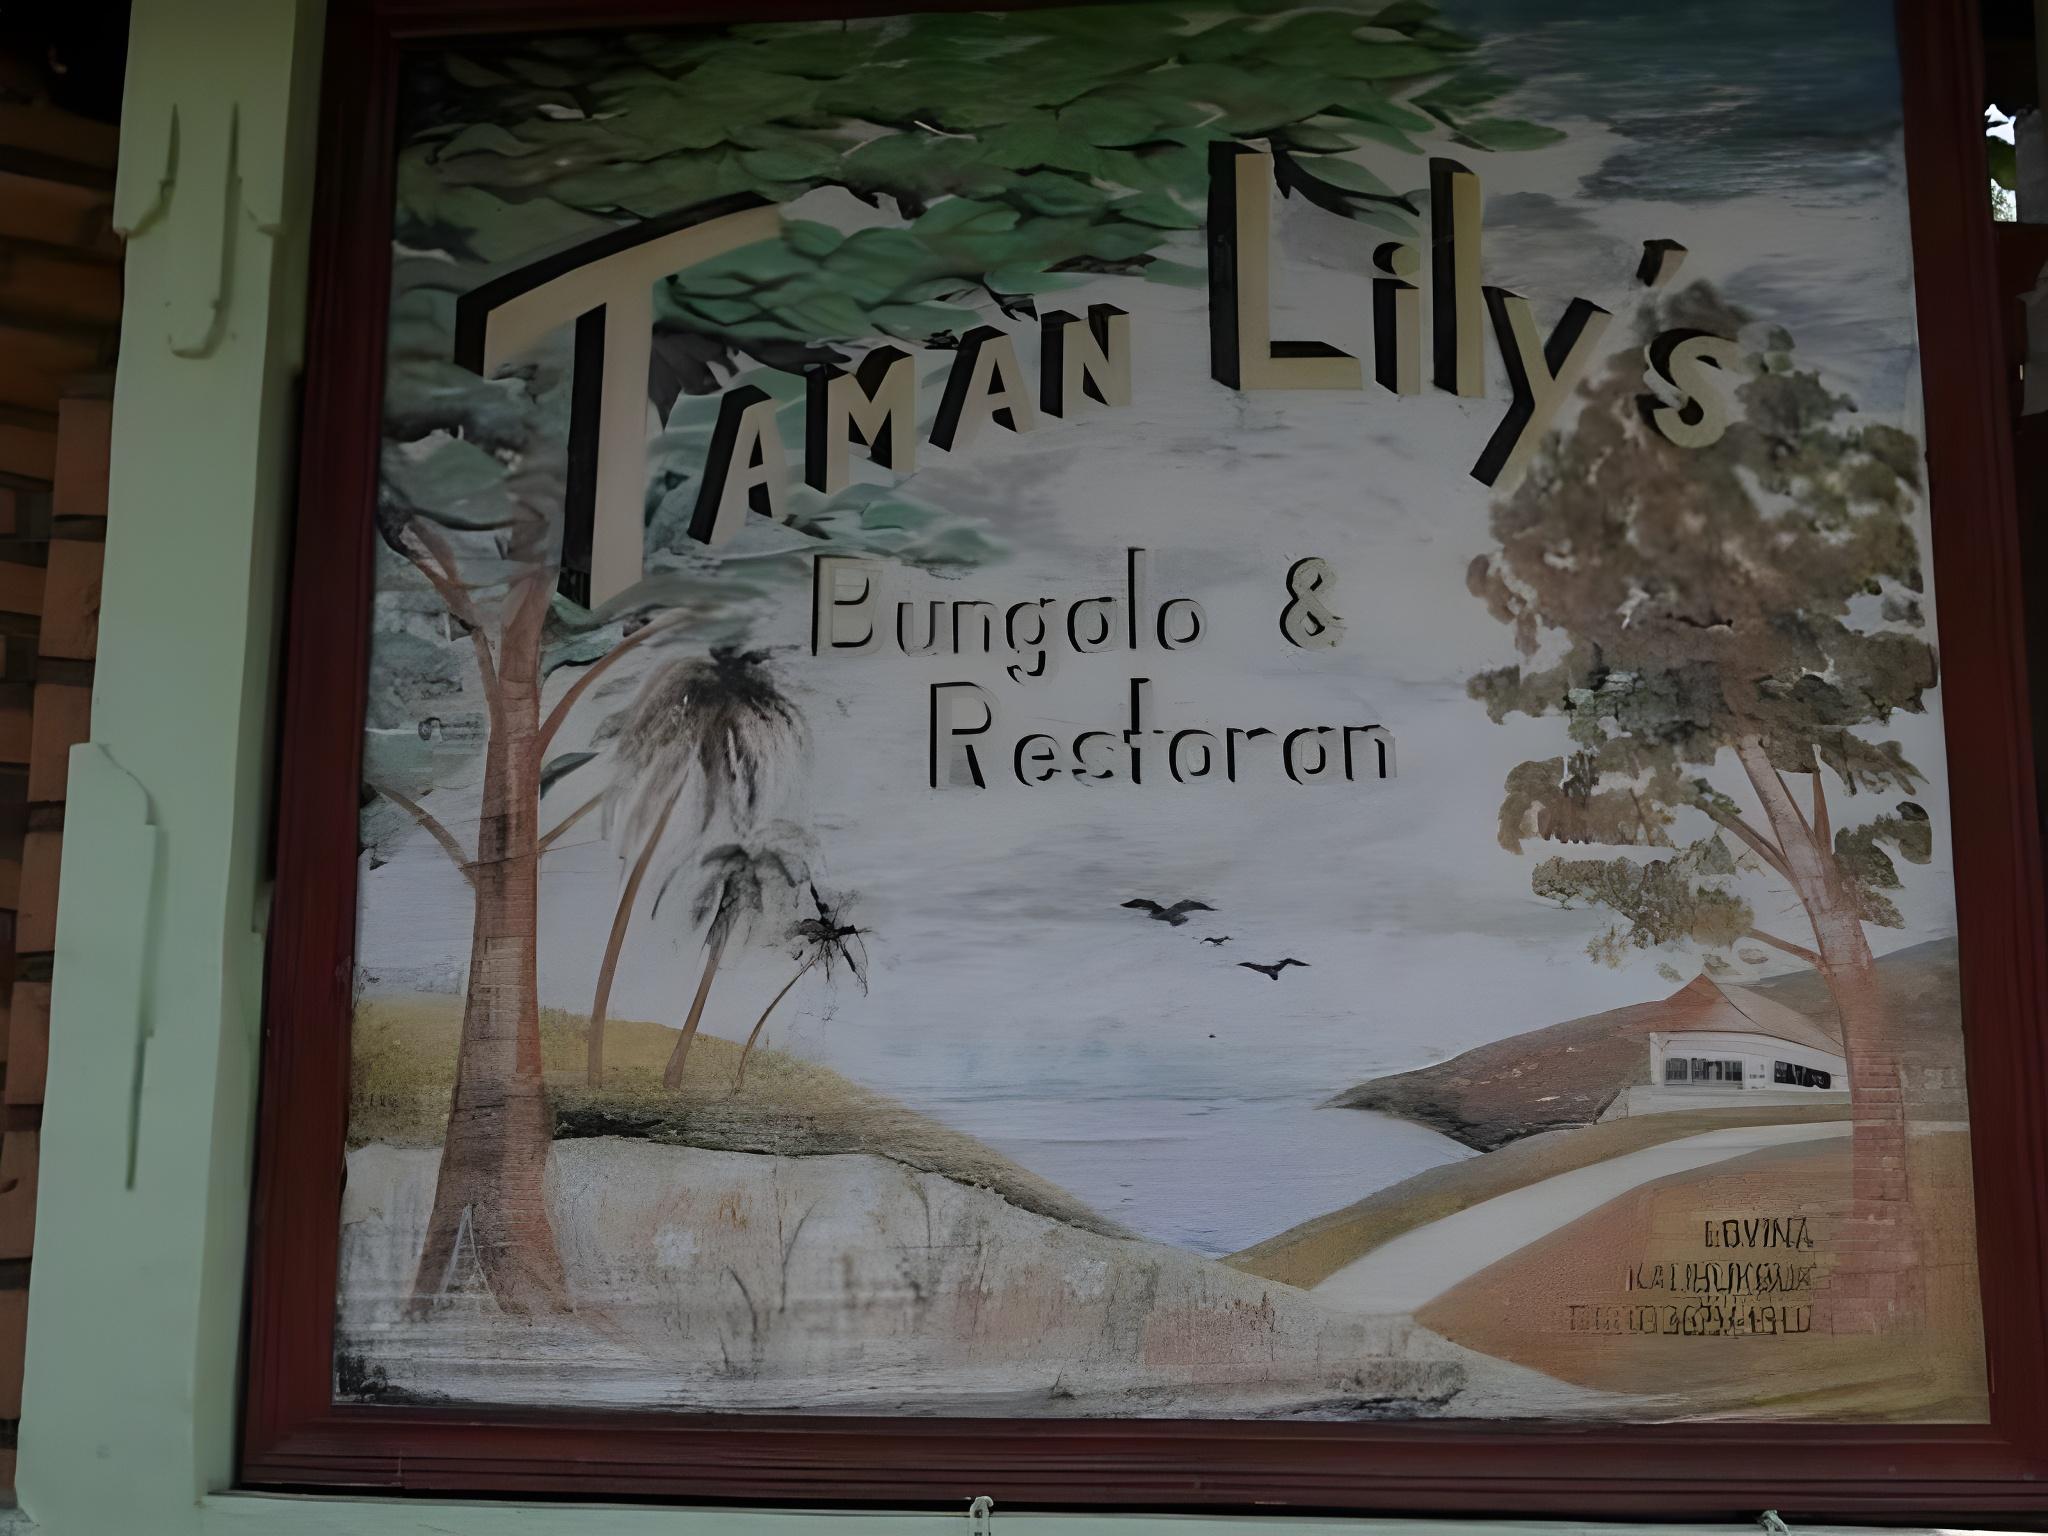 TAMAN Lily's
Bungalo &
Restoran
LOVINA